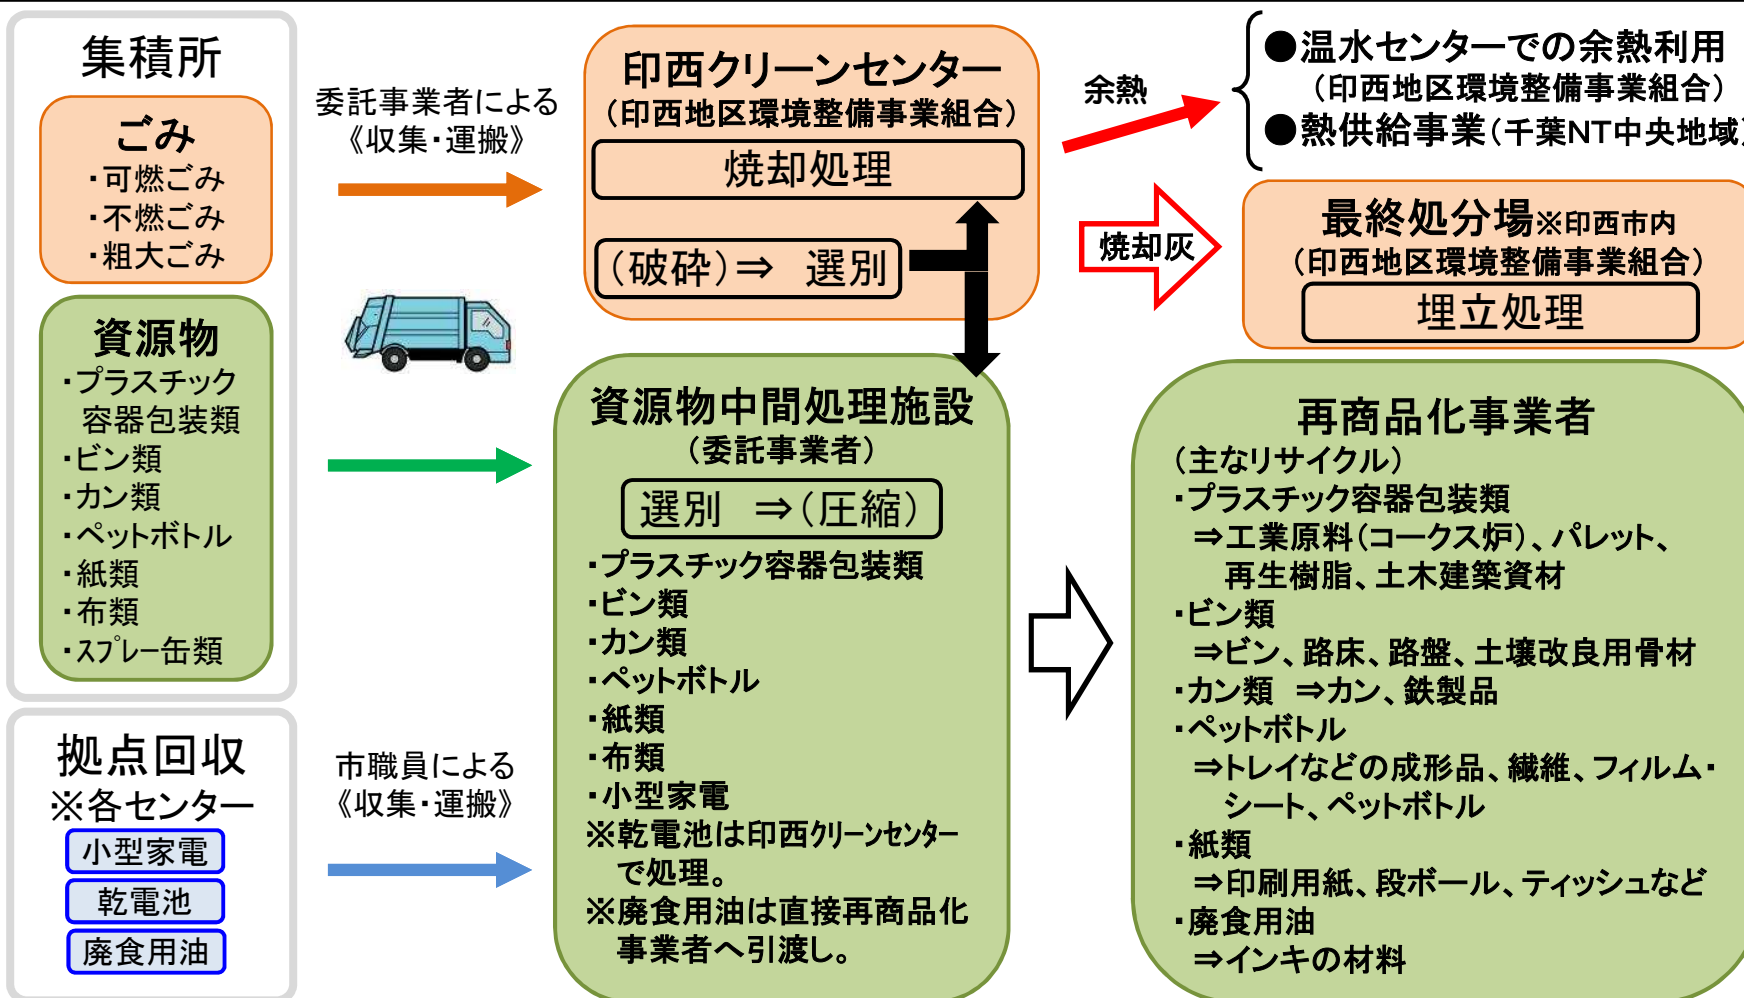 集積所
ごみ
・可燃ごみ
・不燃ごみ
・粗大ごみ
資源物
・プラスチック
容器包装類
・ビン類
・カン類
・ペットボトル
・紙類
・布類
・スプレー缶類
拠点回収
※各センター
小型家電
乾電池
廃食用油
委託事業者による
《収集・運搬》
市職員による
《収集・運搬》
印西クリーンセンター
(印西地区環境整備事業組合)
焼却処理
(破砕)⇒ 選別
資源物中間処理施設
(委託事業者)
選別 ⇒(圧縮)
・プラスチック容器包装類
・ビン類
・カン類
・ペットボトル
・紙類
・布類
・小型家電
※乾電池は印西クリーンセンター
で処理。
※廃食用油は直接再商品化
事業者へ引渡し。
余熱
●温水センターでの余熱利用
(印西地区環境整備事業組合)
●熱供給事業(千葉NT中央地域)
焼却灰
最終処分場※印西市内
(印西地区環境整備事業組合)
埋立処理
再商品化事業者
(主なリサイクル)
・プラスチック容器包装類
⇒工業原料(コークス炉)、パレット、
再生樹脂、土木建築資材
・ビン類
⇒ビン、路床、路盤、土壌改良用骨材
・カン類 ⇒カン、鉄製品
・ペットボトル
⇒トレイなどの成形品、繊維、フィルム・
シート、ペットボトル
・紙類
⇒印刷用紙、段ボール、ティッシュなど
・廃食用油
⇒インキの材料